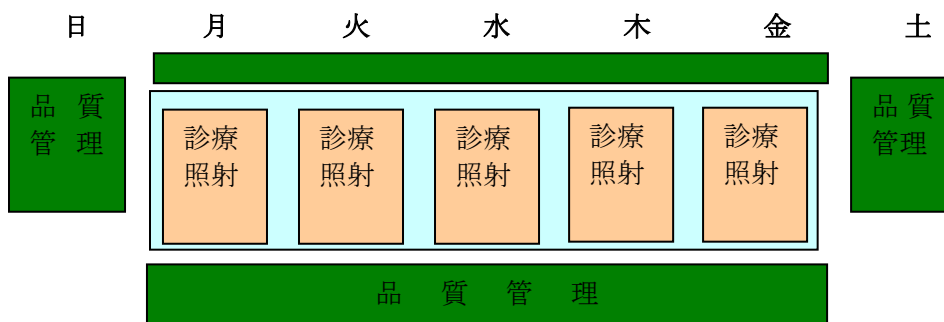 日 月 火 水 木 金 土
品 質
管 理
診療
照射
診療
照射
診療
照射
診療
照射
診療
照射
品 質
管理
品 質 管 理